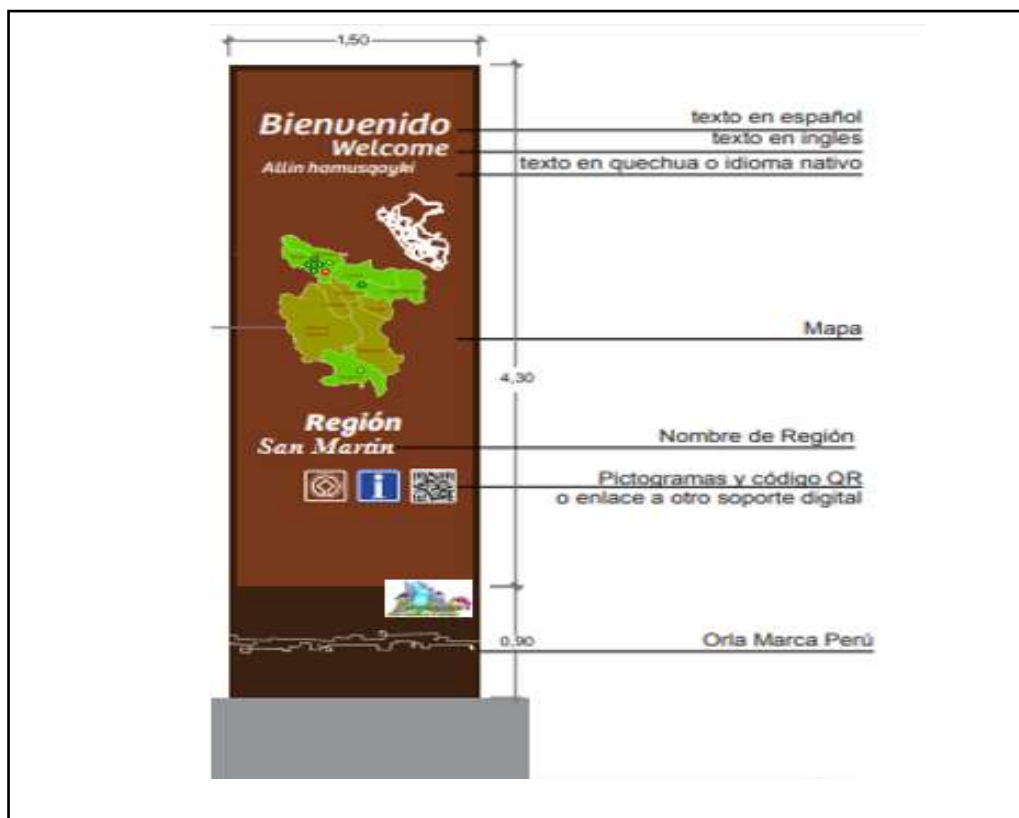 1,50
Bienvenido
Welcome
Allin hamusqayki
texto en español
texto en ingles
texto en quechua o idioma nativo
Mapa
4,30
Región
San Martín
Nombre de Región
Pictogramas y código QR
o enlace a otro soporte digital
i
0,90
Orla Marca Perú